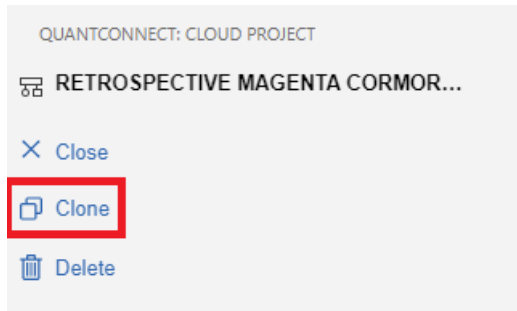 QUANTCONNECT: CLOUD PROJECT
RETROSPECTIVE MAGENTA CORMOR...
Close
Clone
Delete